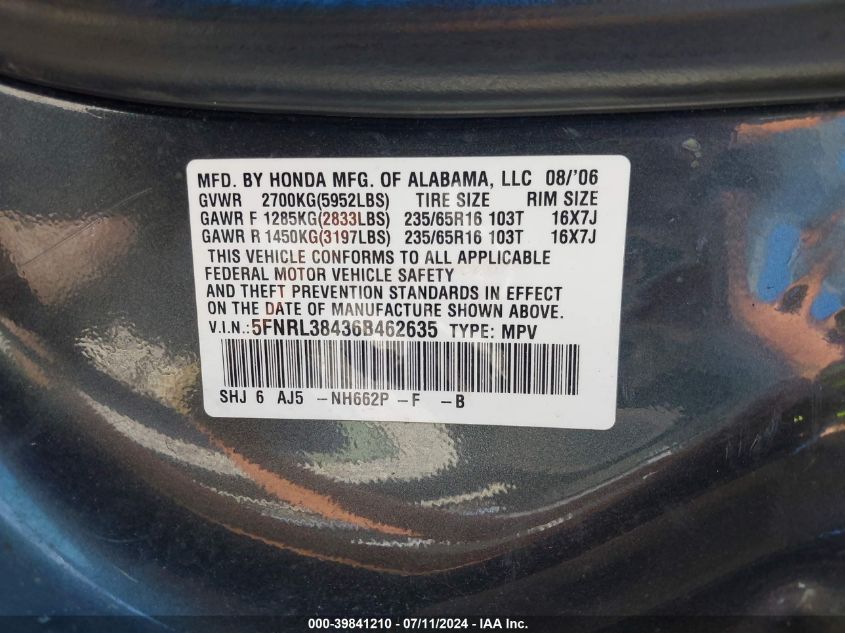 MFD. BY HONDA MFG. OF ALABAMA, LLC 08/'06
GVWR 2700KG(5952LBS) TIRE SIZE RIM SIZE
GAWR F 1285KG(2833LBS) 235/65R16 103T 16X7J
GAWR R 1450KG(3197LBS) 235/65R16 103T 16X7J
THIS VEHICLE CONFORMS TO ALL APPLICABLE
FEDERAL MOTOR VEHICLE SAFETY
AND THEFT PREVENTION STANDARDS IN EFFECT
ON THE DATE OF MANUFACTURE SHOWN ABOVE.
V.I.N.: 5FNRL38436B462635 TYPE: MPV
SHJ 6 AJ5 -NH662P -F -B
000-39841210 - 07/11/2024 - IAA Inc.